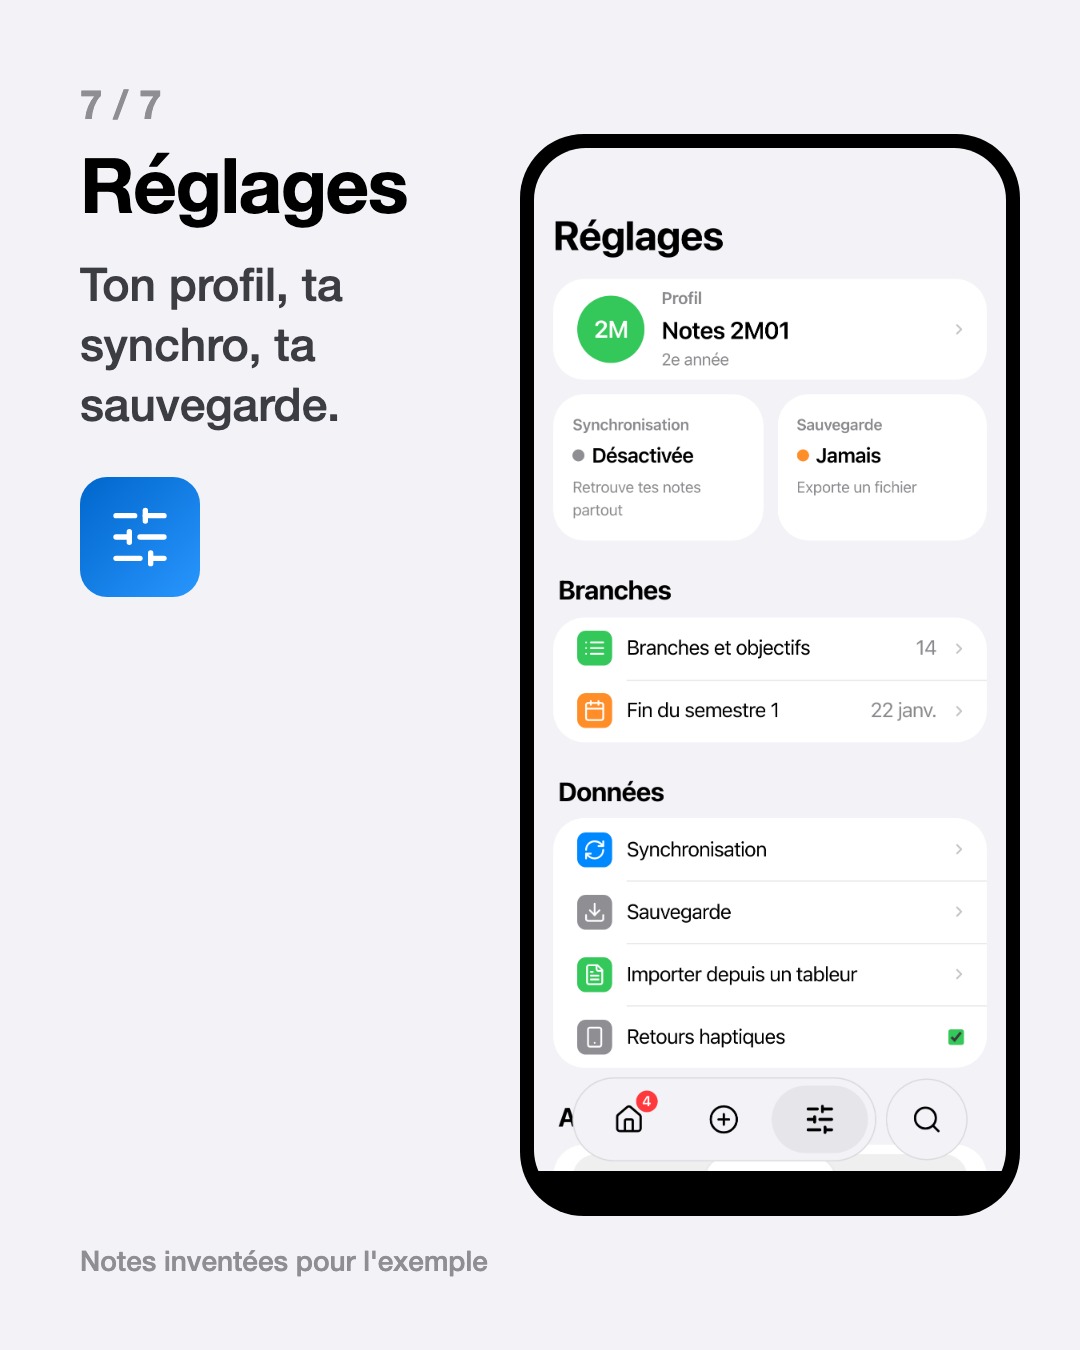 7 / 7
Réglages
Ton profil, ta
synchro, ta
sauvegarde.
Réglages
Profil
2M
Notes 2M01
2e année
Synchronisation
Désactivée
Retrouve tes notes
partout
Sauvegarde
Jamais
Exporte un fichier
Branches
Branches et objectifs 14
Fin du semestre 1 22 janv.
Données
Synchronisation
Sauvegarde
Importer depuis un tableur
Retours haptiques
4
Notes inventées pour l'exemple